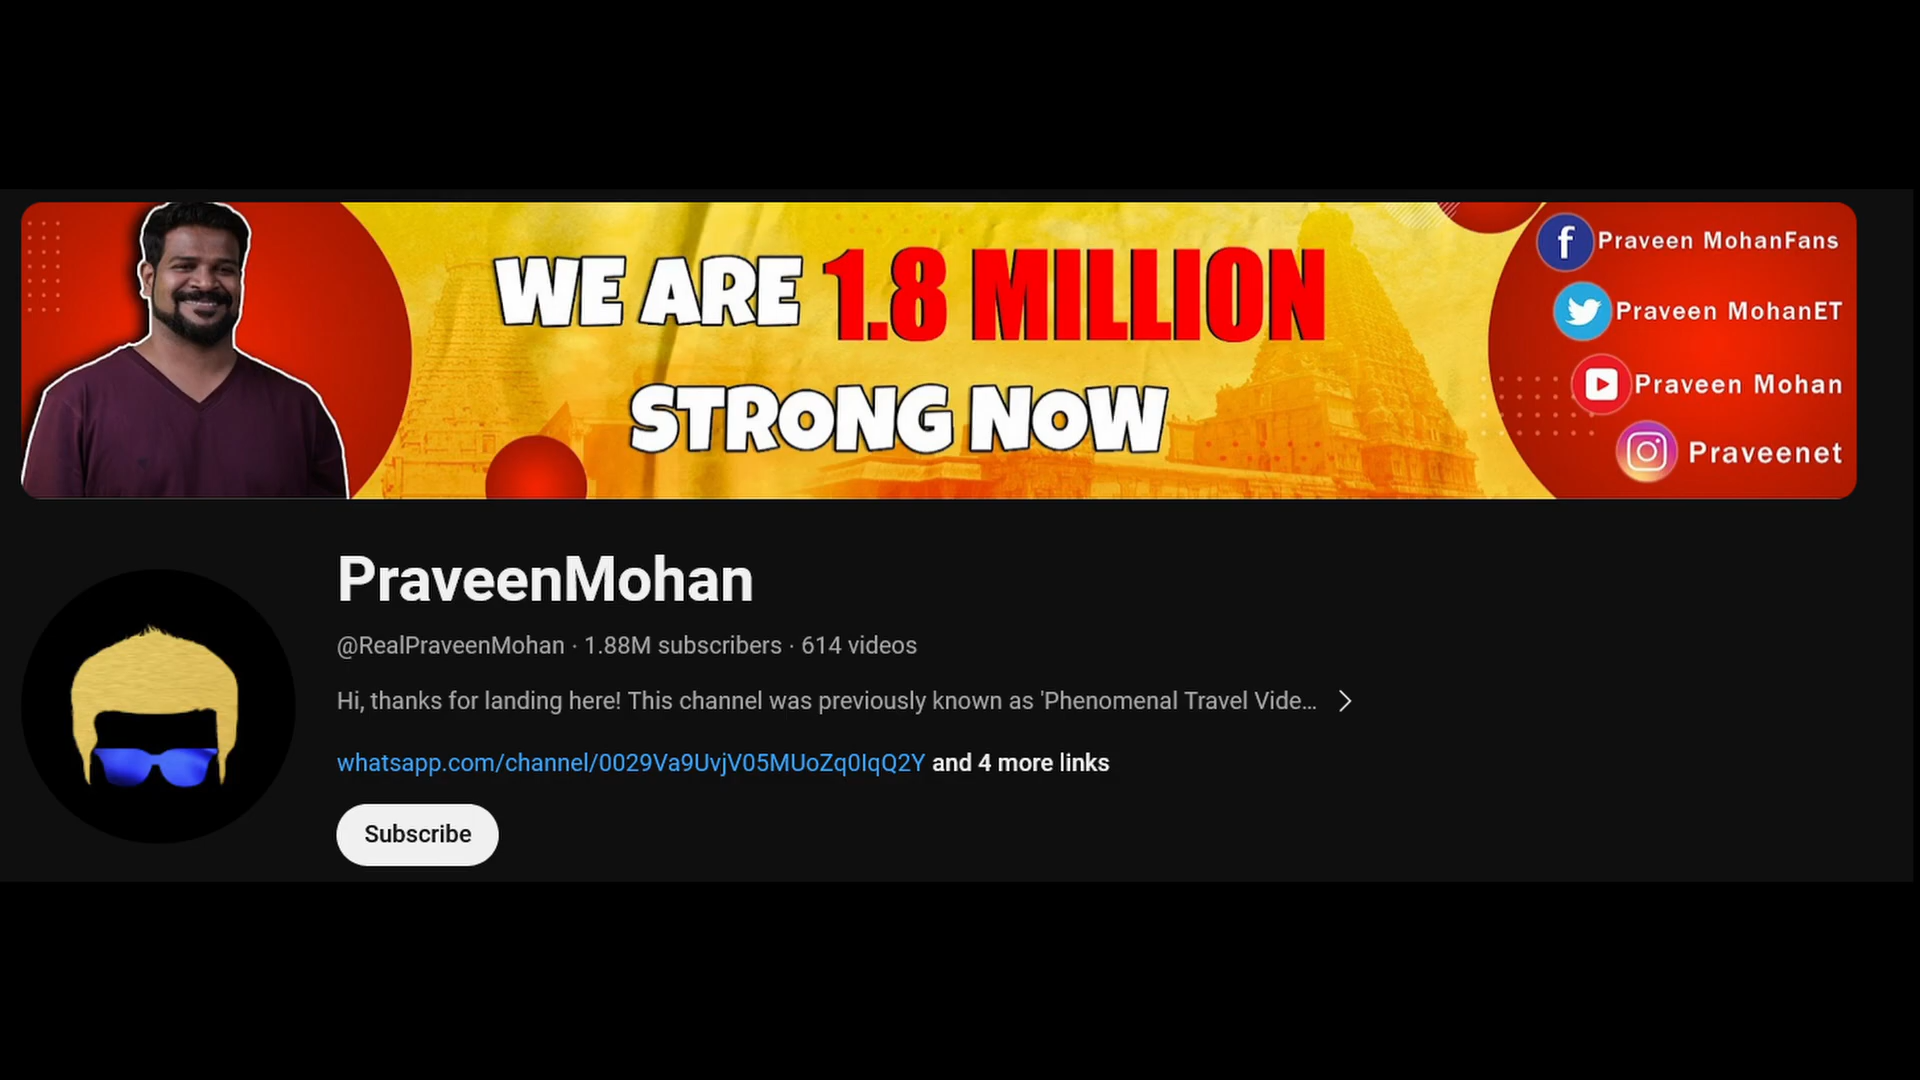 WE ARE 1.8 MILLION
STRONG NOW
f Praveen MohanFans
Praveen MohanET
Praveen Mohan
Praveenet
PraveenMohan
@RealPraveenMohan · 1.88M subscribers · 614 videos
Hi, thanks for landing here! This channel was previously known as 'Phenomenal Travel Vide...
whatsapp.com/channel/0029Va9UvjV05MUoZq0IqQ2Y and 4 more links
Subscribe